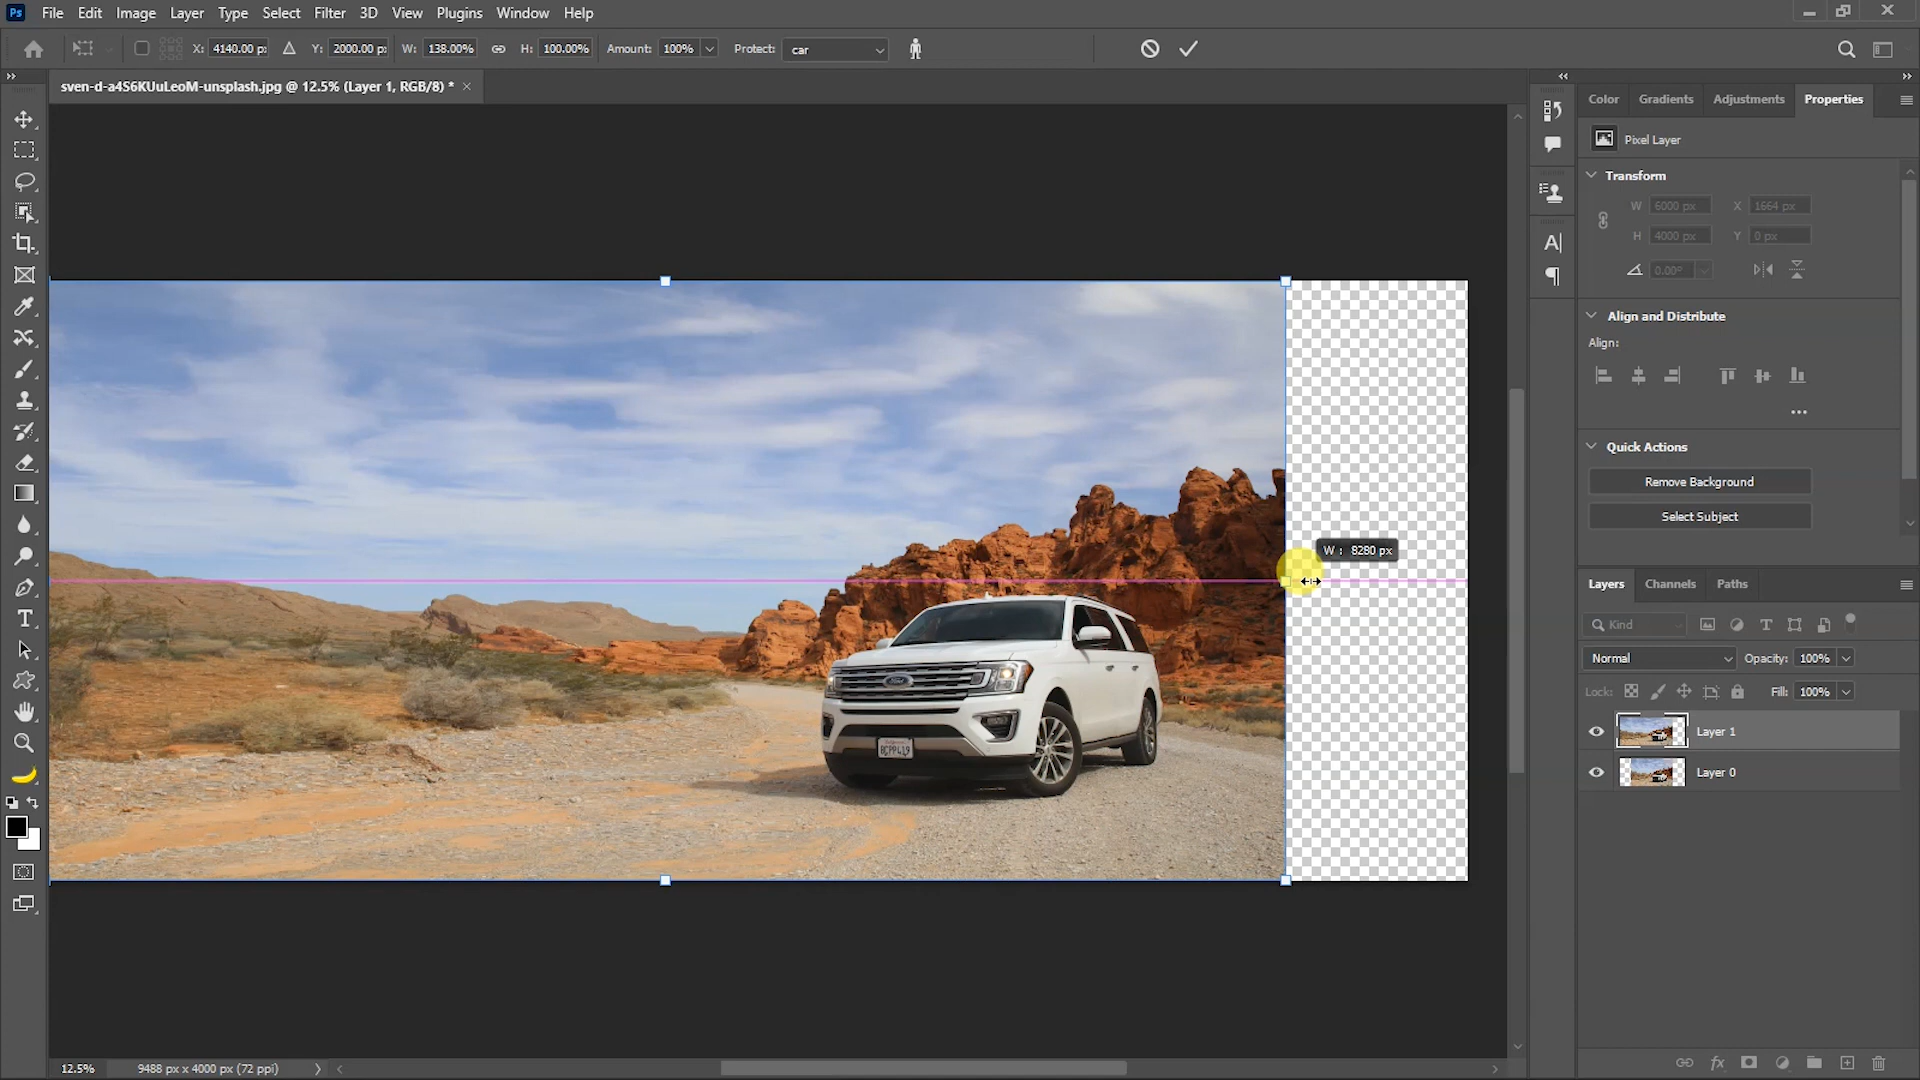 Ps File Edit Image Layer Type Select Filter 3D View Plugins Window Help
X: 4140.00 p: Y: 2000.00 p: W: 138.00% H: 100.00% Amount: 100% Protect: car
sven-d-a4S6KUuLeoM-unsplash.jpg @ 12.5% (Layer 1, RGB/8) *
Color Gradients Adjustments Properties
Pixel Layer
Transform
W 6000 px X 1664 px
H 4000 px Y 0 px
0.00°
Align and Distribute
Align:
Quick Actions
Remove Background
Select Subject
W : 8280 px
Layers Channels Paths
Kind
Normal Opacity: 100%
Lock: Fill: 100%
Layer 1
Layer 0
Ford
8CPP419
12.5% 9488 px x 4000 px (72 ppi)